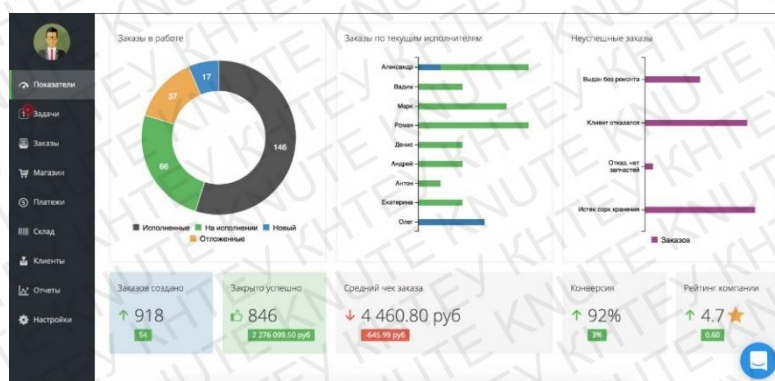 Заказы в работе
17
37
66
146
Исполненные На исполнении Новый
Отложенные
Заказы по текущим исполнителям
Александр
Вадим
Марк
Роман
Денис
Андрей
Антон
Екатерина
Олег
Неуспешные заказы
Выдан без ремонта
Клиент отказался
Отказ, нет
запчастей
Истек сорк хранения
Заказов
Показатели
1 Задачи
Заказы
Магазин
Платежи
Склад
Клиенты
Отчеты
Настройки
Заказов создано
918
54
Закрыто успешно
846
2 276 099,50 руб
Средний чек заказа
4 460.80 руб
-645.99 руб
Конверсия
92%
3%
Рейтинг компании
4.7
0.60
KNUTE KHTEY